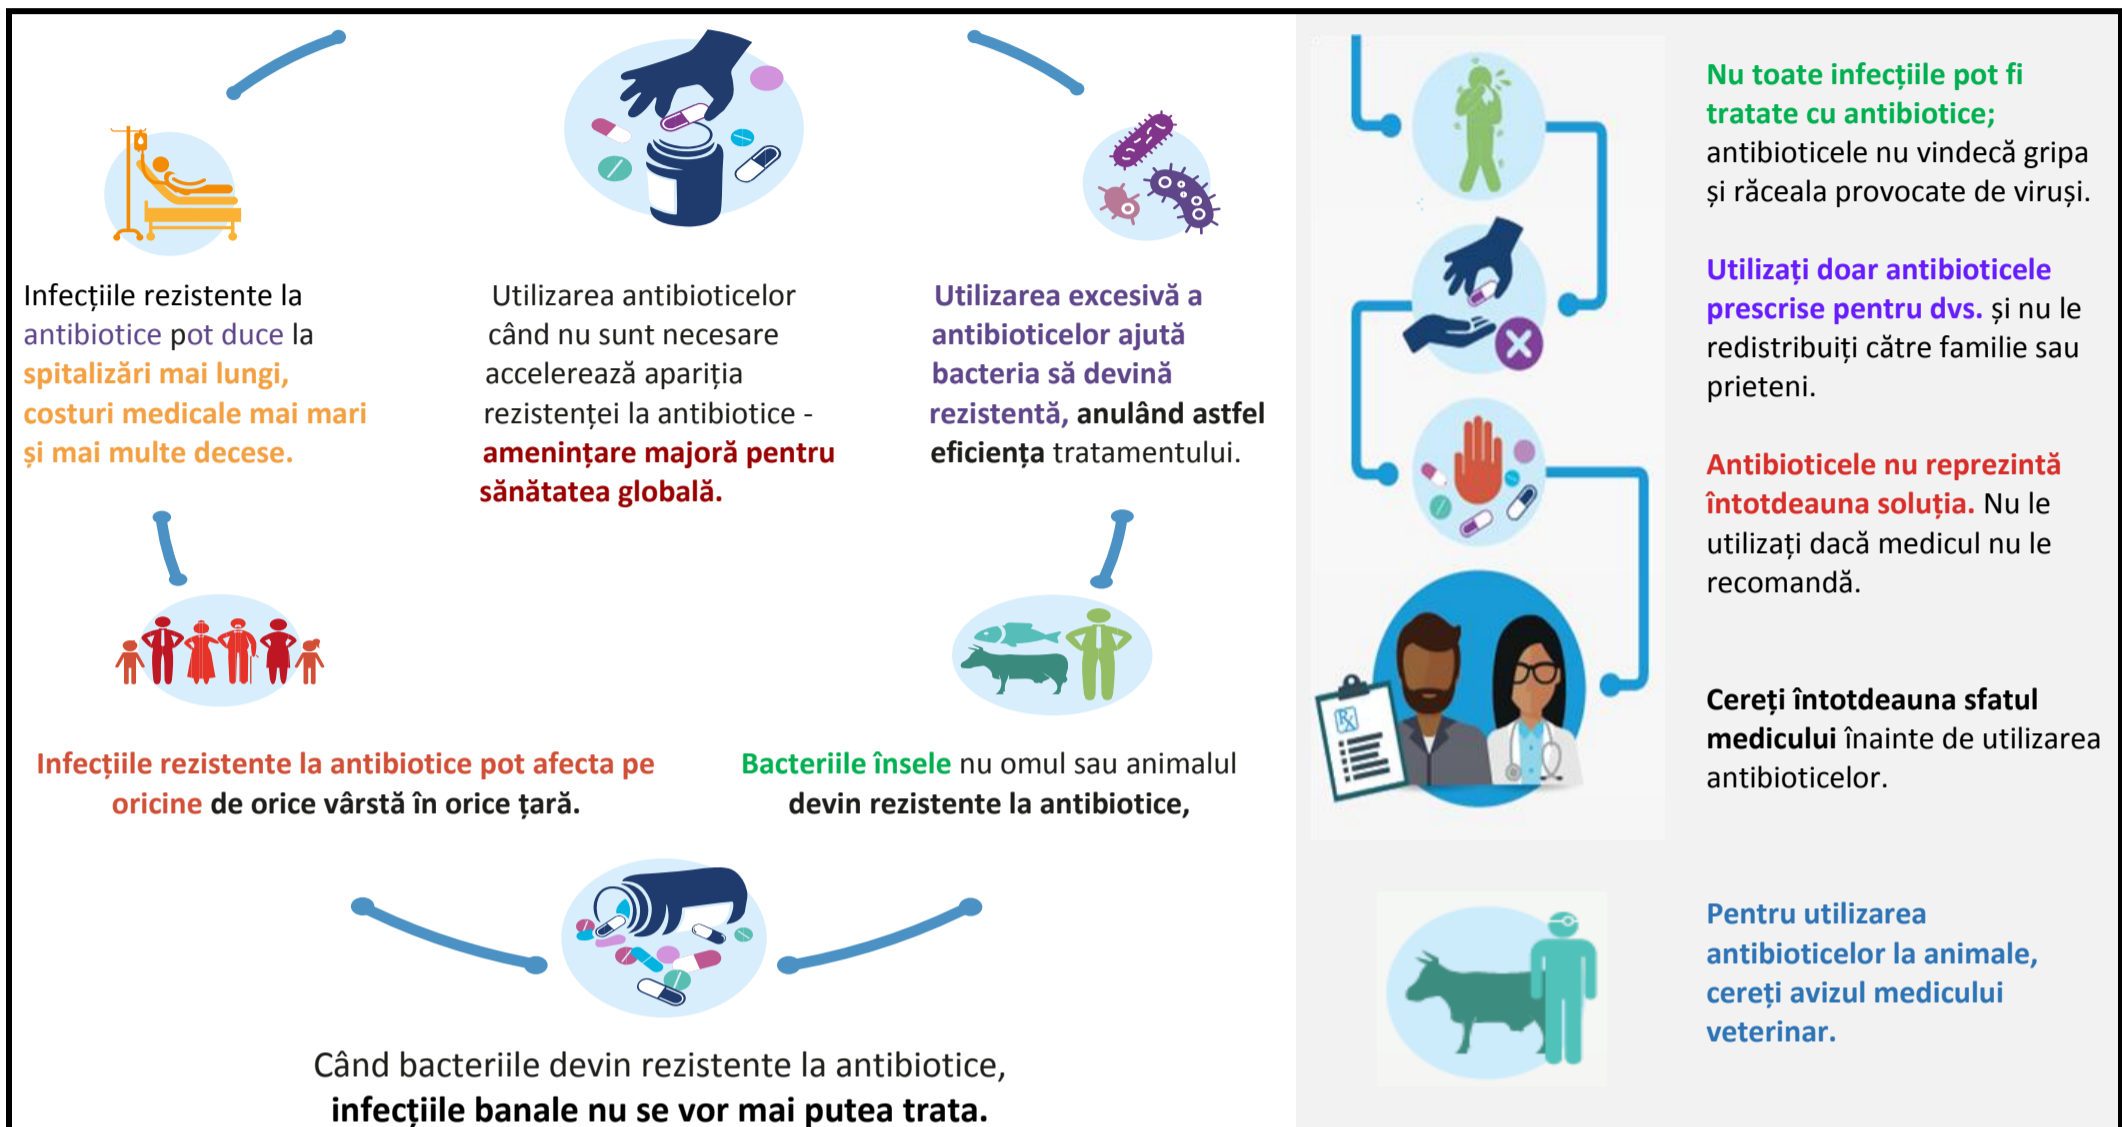 Infecțiile rezistente la
antibiotice pot duce la
spitalizări mai lungi,
costuri medicale mai mari
și mai multe decese.
Utilizarea antibioticelor
când nu sunt necesare
accelerează apariția
rezistenței la antibiotice -
amenințare majoră pentru
sănătatea globală.
Utilizarea excesivă a
antibioticelor ajută
bacteria să devină
rezistentă, anulând astfel
eficiența tratamentului.
Infecțiile rezistente la antibiotice pot afecta pe
oricine de orice vârstă în orice țară.
Bacteriile însele nu omul sau animalul
devin rezistente la antibiotice,
Când bacteriile devin rezistente la antibiotice,
infecțiile banale nu se vor mai putea trata.
Nu toate infecțiile pot fi
tratate cu antibiotice;
antibioticele nu vindecă gripa
și răceala provocate de viruși.
Utilizați doar antibioticele
prescrise pentru dvs. și nu le
redistribuiți către familie sau
prieteni.
Antibioticele nu reprezintă
întotdeauna soluția. Nu le
utilizați dacă medicul nu le
recomandă.
Rx
Cereți întotdeauna sfatul
medicului înainte de utilizarea
antibioticelor.
Pentru utilizarea
antibioticelor la animale,
cereți avizul medicului
veterinar.